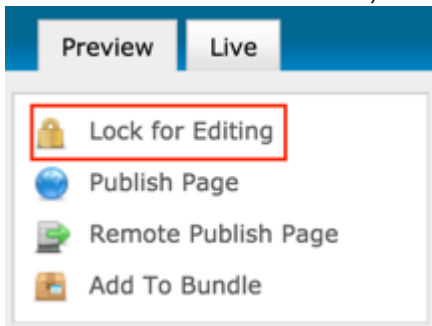 Preview Live
Lock for Editing
Publish Page
Remote Publish Page
Add To Bundle